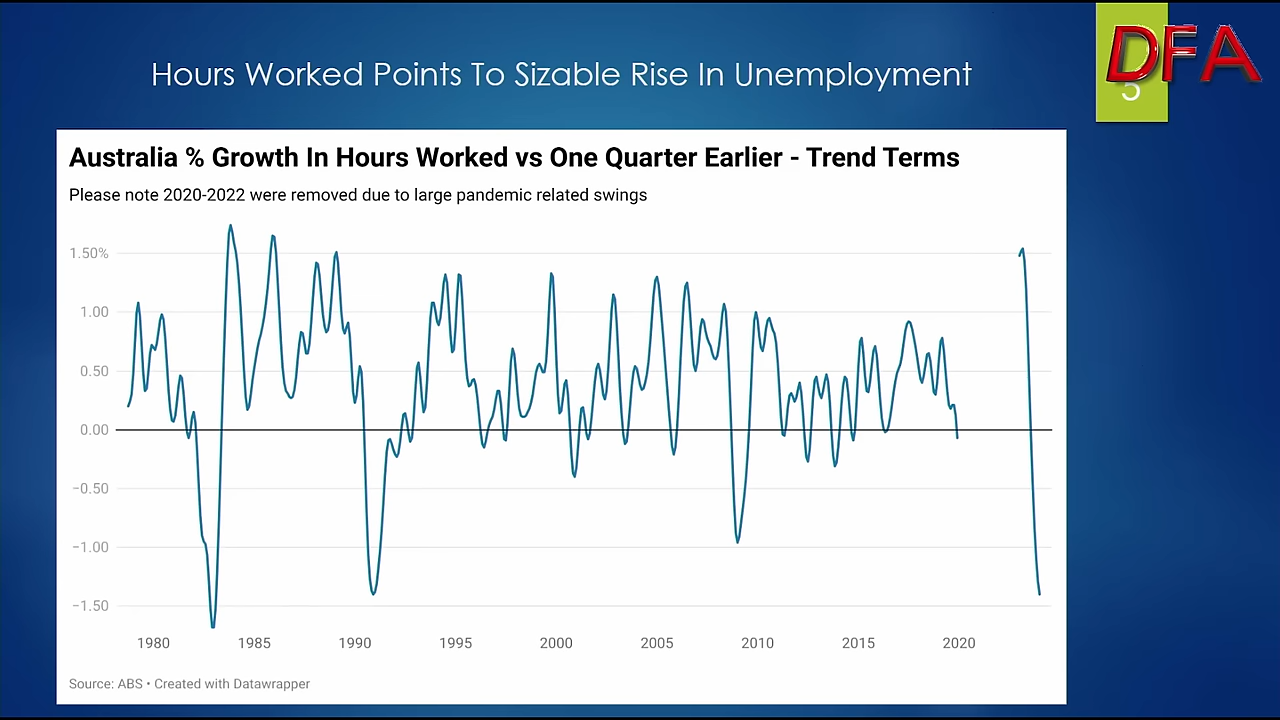 Hours Worked Points To Sizable Rise In Unemployment
DFA
5
Australia % Growth In Hours Worked vs One Quarter Earlier - Trend Terms
Please note 2020-2022 were removed due to large pandemic related swings
1.50%
1.00
0.50
0.00
−0.50
−1.00
−1.50
1980 1985 1990 1995 2000 2005 2010 2015 2020
Source: ABS • Created with Datawrapper